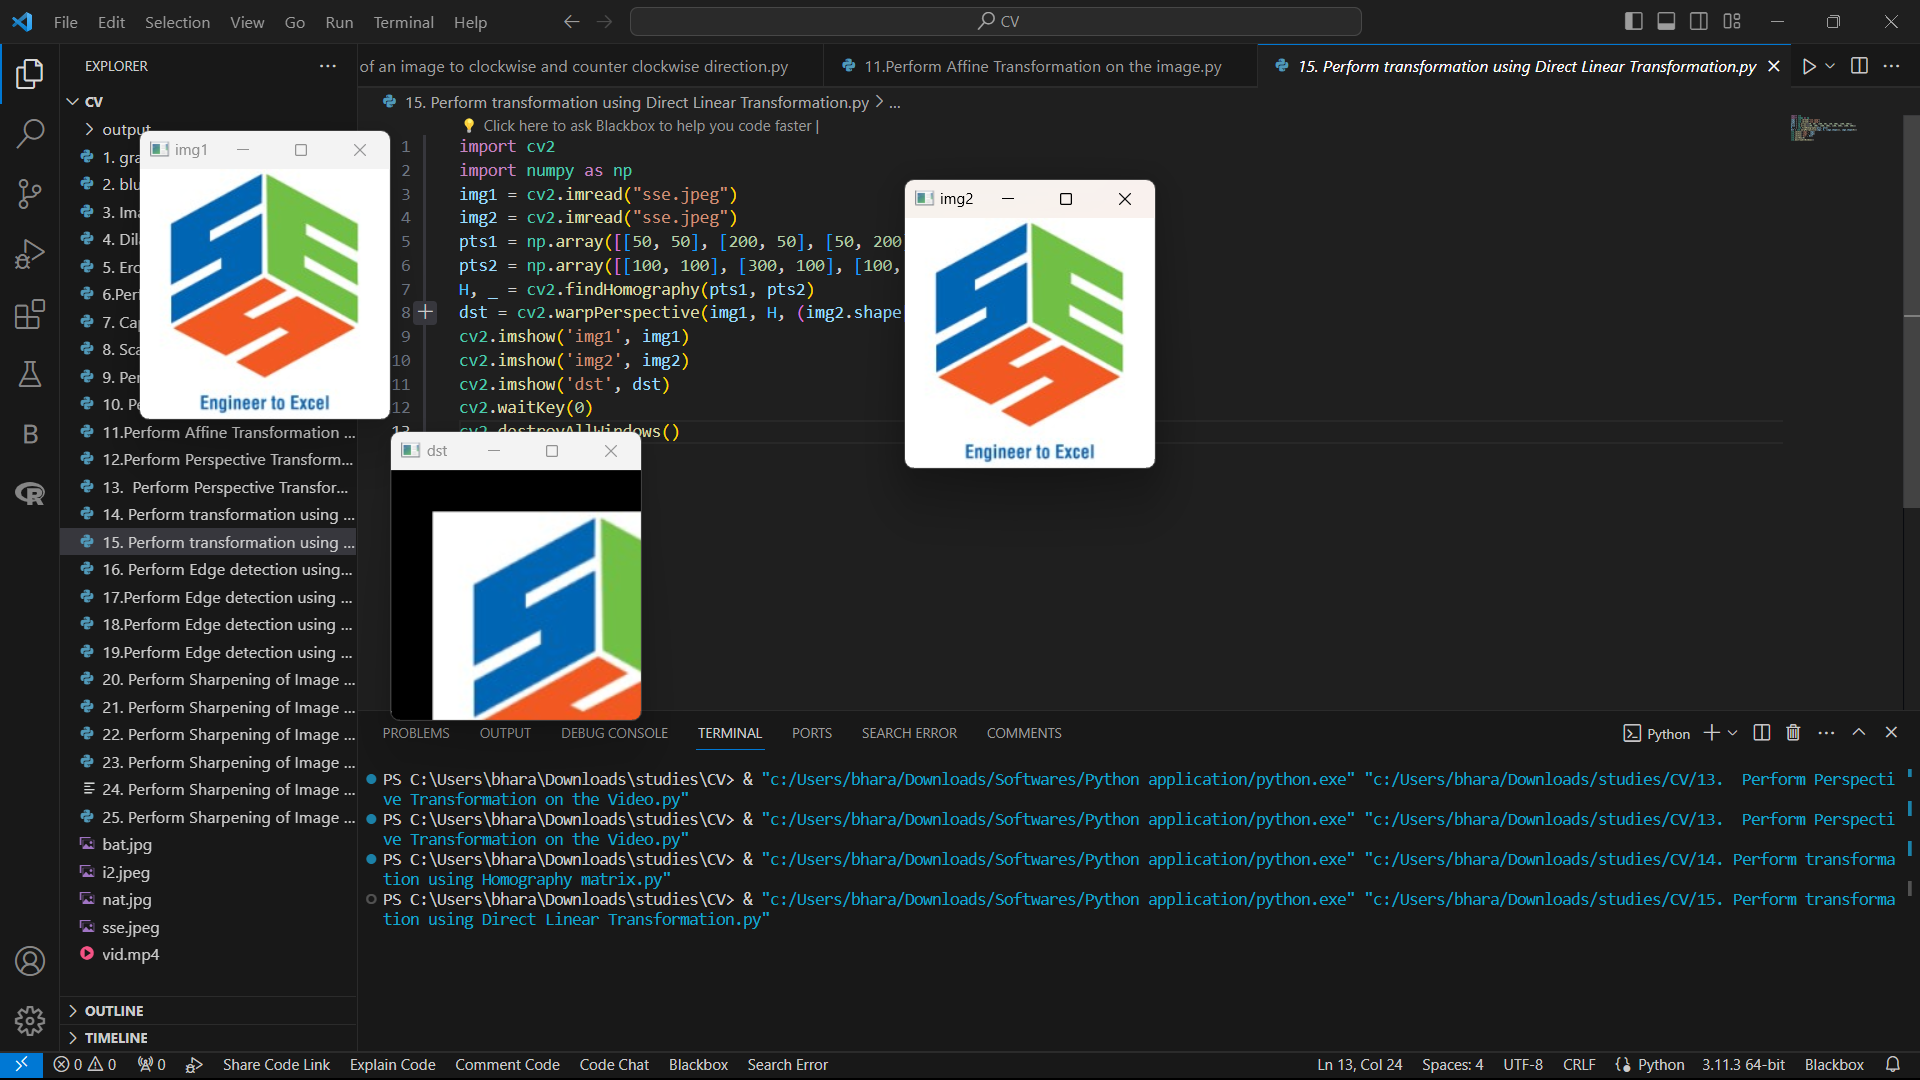 File Edit Selection View Go Run Terminal Help
CV
EXPLORER
of an image to clockwise and counter clockwise direction.py
11.Perform Affine Transformation on the image.py
15. Perform transformation using Direct Linear Transformation.py
15. Perform transformation using Direct Linear Transformation.py > ...
CV
output
1. gra
2. blu
3. Ima
4. Dil
5. Ero
6.Per
7. Ca
8. Sca
9. Per
10. Pe
11.Perform Affine Transformation ...
12.Perform Perspective Transform...
13. Perform Perspective Transfor...
14. Perform transformation using ...
15. Perform transformation using ...
16. Perform Edge detection using...
17.Perform Edge detection using ...
18.Perform Edge detection using ...
19.Perform Edge detection using ...
20. Perform Sharpening of Image ...
21. Perform Sharpening of Image ...
22. Perform Sharpening of Image ...
23. Perform Sharpening of Image ...
24. Perform Sharpening of Image ...
25. Perform Sharpening of Image ...
bat.jpg
i2.jpeg
nat.jpg
sse.jpeg
vid.mp4
OUTLINE
TIMELINE
img1
Engineer to Excel
Click here to ask Blackbox to help you code faster |
1 import cv2
2 import numpy as np
3 img1 = cv2.imread("sse.jpeg")
4 img2 = cv2.imread("sse.jpeg")
5 pts1 = np.array([[50, 50], [200, 50], [50, 200
6 pts2 = np.array([[100, 100], [300, 100], [100,
7 H, _ = cv2.findHomography(pts1, pts2)
8 dst = cv2.warpPerspective(img1, H, (img2.shape
9 cv2.imshow('img1', img1)
10 cv2.imshow('img2', img2)
11 cv2.imshow('dst', dst)
12 cv2.waitKey(0)
13 cv2.destroyAllWindows()
img2
Engineer to Excel
dst
PROBLEMS OUTPUT DEBUG CONSOLE TERMINAL PORTS SEARCH ERROR COMMENTS
Python
PS C:\Users\bhara\Downloads\studies\CV> & "c:/Users/bhara/Downloads/Softwares/Python application/python.exe" "c:/Users/bhara/Downloads/studies/CV/13.  Perform Perspecti
ve Transformation on the Video.py"
PS C:\Users\bhara\Downloads\studies\CV> & "c:/Users/bhara/Downloads/Softwares/Python application/python.exe" "c:/Users/bhara/Downloads/studies/CV/13.  Perform Perspecti
ve Transformation on the Video.py"
PS C:\Users\bhara\Downloads\studies\CV> & "c:/Users/bhara/Downloads/Softwares/Python application/python.exe" "c:/Users/bhara/Downloads/studies/CV/14. Perform transforma
tion using Homography matrix.py"
PS C:\Users\bhara\Downloads\studies\CV> & "c:/Users/bhara/Downloads/Softwares/Python application/python.exe" "c:/Users/bhara/Downloads/studies/CV/15. Perform transforma
tion using Direct Linear Transformation.py"
0 0 0 Share Code Link Explain Code Comment Code Code Chat Blackbox Search Error
Ln 13, Col 24 Spaces: 4 UTF-8 CRLF Python 3.11.3 64-bit Blackbox